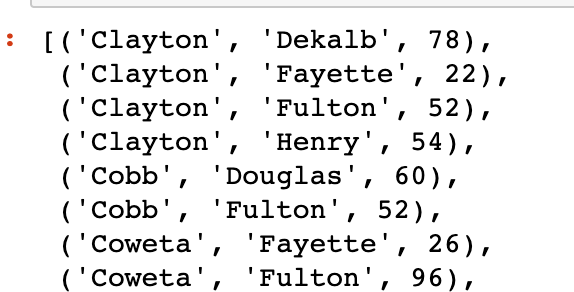 : [('Clayton', 'Dekalb', 78),
('Clayton', 'Fayette', 22),
('Clayton', 'Fulton', 52),
('Clayton', 'Henry', 54),
('Cobb', 'Douglas', 60),
('Cobb', 'Fulton', 52),
('Coweta', 'Fayette', 26),
('Coweta', 'Fulton', 96),